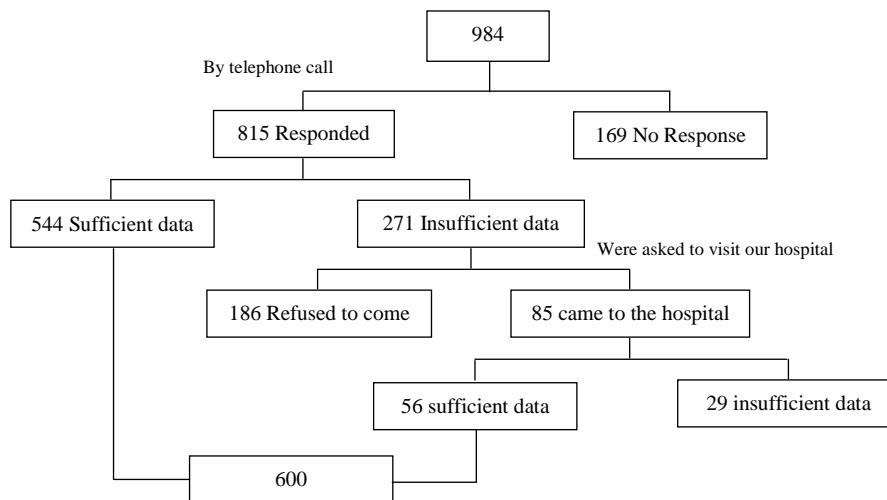 984
By telephone call
815 Responded
169 No Response
544 Sufficient data
271 Insufficient data
Were asked to visit our hospital
186 Refused to come
85 came to the hospital
56 sufficient data
29 insufficient data
600